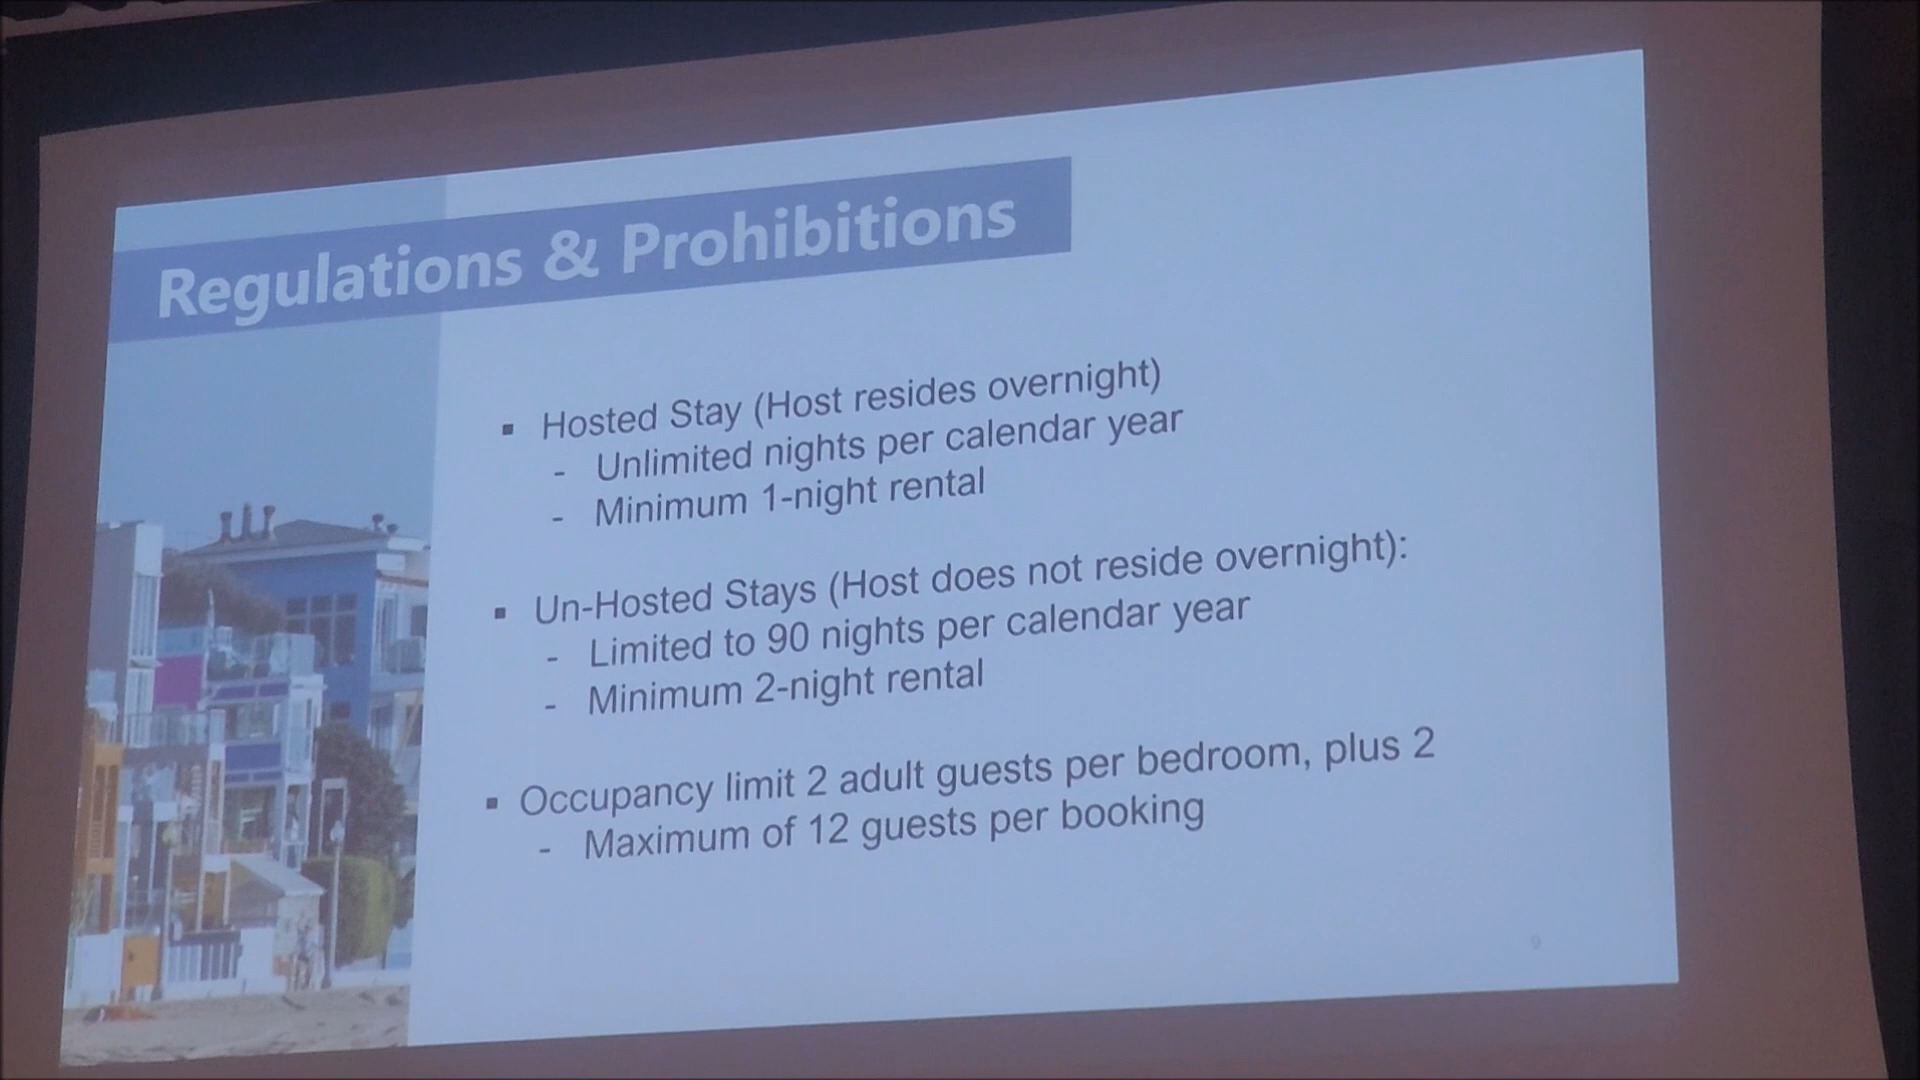 Regulations & Prohibitions
▪ Hosted Stay (Host resides overnight)
- Unlimited nights per calendar year
- Minimum 1-night rental
▪ Un-Hosted Stays (Host does not reside overnight):
- Limited to 90 nights per calendar year
- Minimum 2-night rental
▪ Occupancy limit 2 adult guests per bedroom, plus 2
- Maximum of 12 guests per booking
9